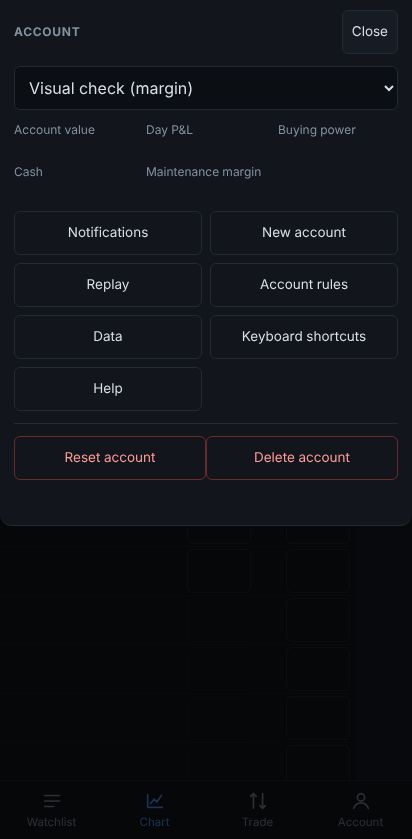 ACCOUNT
Close
Visual check (margin)
Account value Day P&L Buying power
Cash Maintenance margin
Notifications New account
Replay Account rules
Data Keyboard shortcuts
Help
Reset account Delete account
Watchlist Chart Trade Account